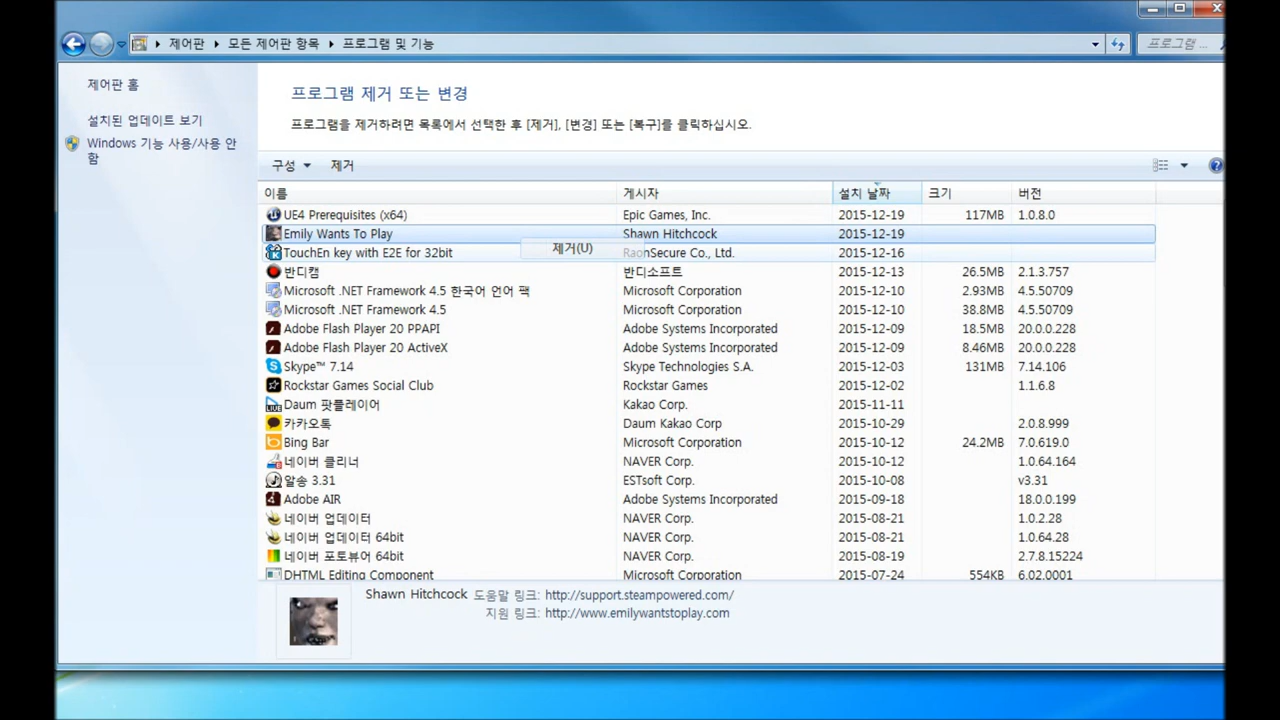 제어판 ▸ 모든 제어판 항목 ▸ 프로그램 및 기능 프로그램 ...
제어판 홈
설치된 업데이트 보기
Windows 기능 사용/사용 안
함
프로그램 제거 또는 변경
프로그램을 제거하려면 목록에서 선택한 후 [제거], [변경] 또는 [복구]를 클릭하십시오.
구성 제거
이름 게시자 설치 날짜 크기 버전
UE4 Prerequisites (x64) Epic Games, Inc. 2015-12-19 117MB 1.0.8.0
Emily Wants To Play Shawn Hitchcock 2015-12-19
제거(U)
TouchEn key with E2E for 32bit RaonSecure Co., Ltd. 2015-12-16
반디캠 반디소프트 2015-12-13 26.5MB 2.1.3.757
Microsoft .NET Framework 4.5 한국어 언어 팩 Microsoft Corporation 2015-12-10 2.93MB 4.5.50709
Microsoft .NET Framework 4.5 Microsoft Corporation 2015-12-10 38.8MB 4.5.50709
Adobe Flash Player 20 PPAPI Adobe Systems Incorporated 2015-12-09 18.5MB 20.0.0.228
Adobe Flash Player 20 ActiveX Adobe Systems Incorporated 2015-12-09 8.46MB 20.0.0.228
Skype™ 7.14 Skype Technologies S.A. 2015-12-03 131MB 7.14.106
Rockstar Games Social Club Rockstar Games 2015-12-02 1.1.6.8
Daum 팟플레이어 Kakao Corp. 2015-11-11
카카오톡 Daum Kakao Corp 2015-10-29 2.0.8.999
Bing Bar Microsoft Corporation 2015-10-12 24.2MB 7.0.619.0
네이버 클리너 NAVER Corp. 2015-10-12 1.0.64.164
알송 3.31 ESTsoft Corp. 2015-10-08 v3.31
Adobe AIR Adobe Systems Incorporated 2015-09-18 18.0.0.199
네이버 업데이터 NAVER Corp. 2015-08-21 1.0.2.28
네이버 업데이터 64bit NAVER Corp. 2015-08-21 1.0.64.28
네이버 포토뷰어 64bit NAVER Corp. 2015-08-19 2.7.8.15224
DHTML Editing Component Microsoft Corporation 2015-07-24 554KB 6.02.0001
Shawn Hitchcock 도움말 링크: http://support.steampowered.com/
지원 링크: http://www.emilywantstoplay.com